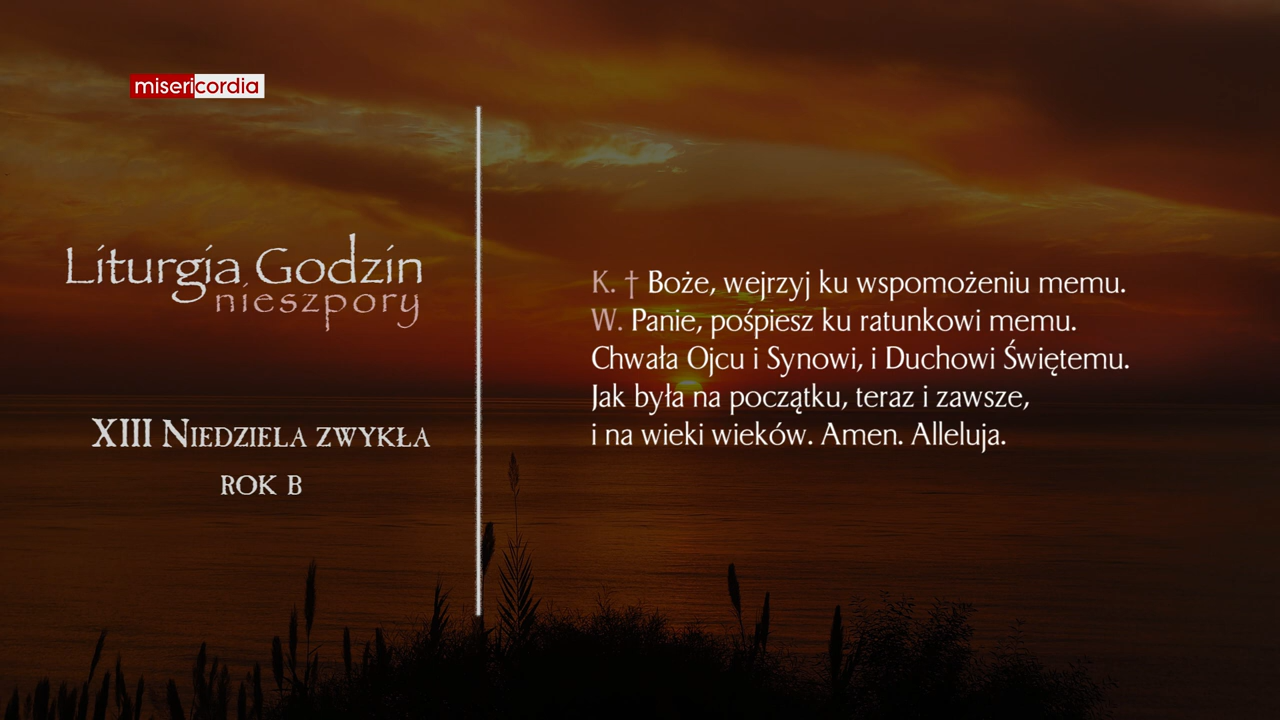 misericordia
Liturgia Godzin
nieszpory
XIII Niedziela zwykła
rok B
K. † Boże, wejrzyj ku wspomożeniu memu.
W. Panie, pośpiesz ku ratunkowi memu.
Chwała Ojcu i Synowi, i Duchowi Świętemu.
Jak była na początku, teraz i zawsze,
i na wieki wieków. Amen. Alleluja.